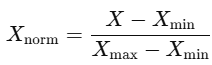 X_norm = (X − X_min) / (X_max − X_min)